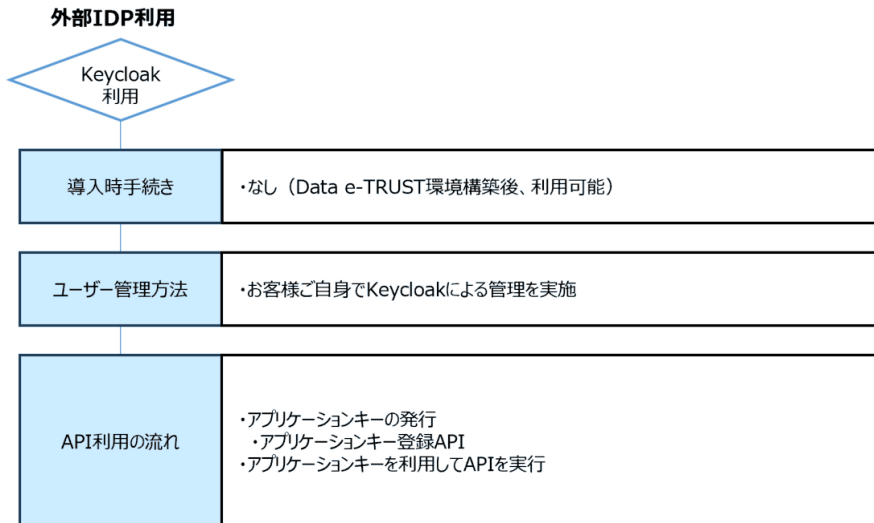 外部IDP利用
Keycloak
利用
導入時手続き
・なし（Data e-TRUST環境構築後、利用可能）
ユーザー管理方法
・お客様ご自身でKeycloakによる管理を実施
API利用の流れ
・アプリケーションキーの発行
・アプリケーションキー登録API
・アプリケーションキーを利用してAPIを実行